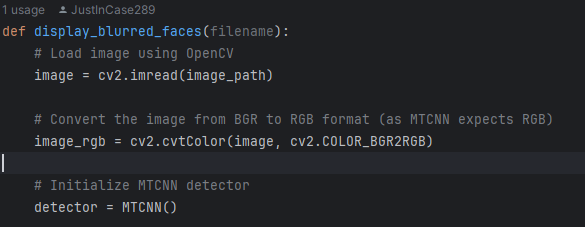 1 usage JustInCase289
def display_blurred_faces(filename):
# Load image using OpenCV
image = cv2.imread(image_path)
# Convert the image from BGR to RGB format (as MTCNN expects RGB)
image_rgb = cv2.cvtColor(image, cv2.COLOR_BGR2RGB)
# Initialize MTCNN detector
detector = MTCNN()